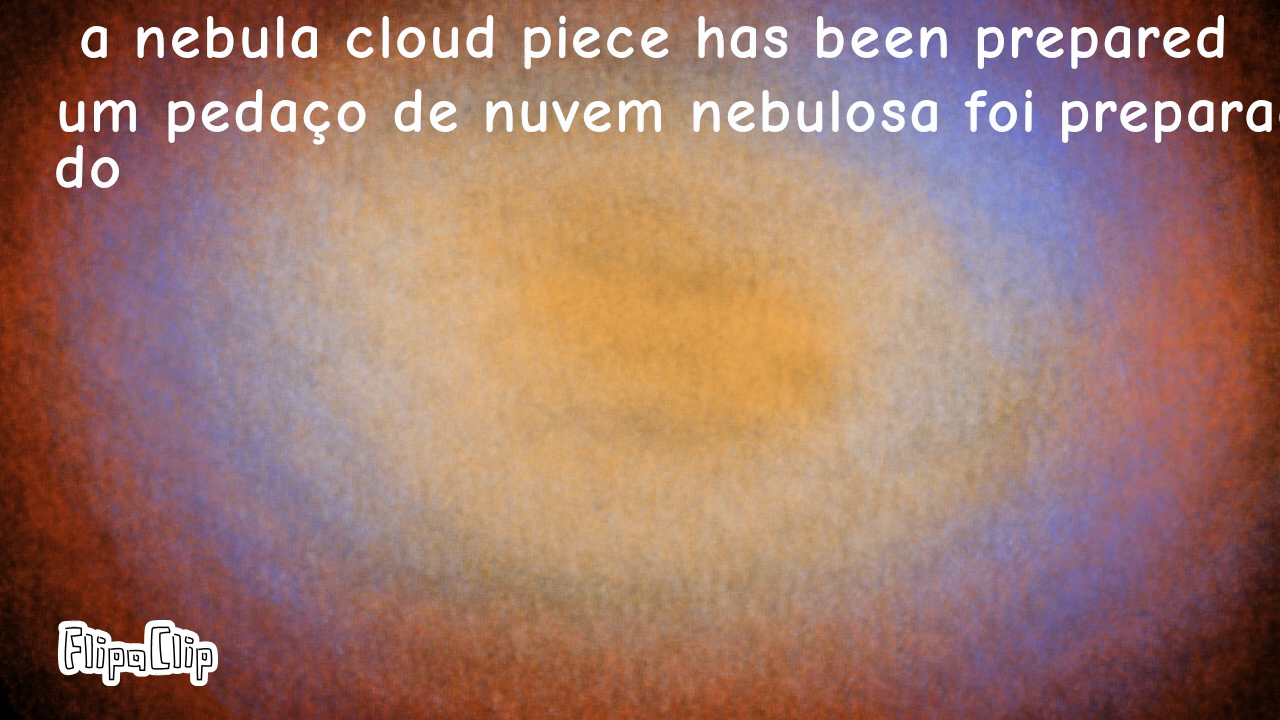 a nebula cloud piece has been prepared
um pedaço de nuvem nebulosa foi prepara
do
FlipaClip